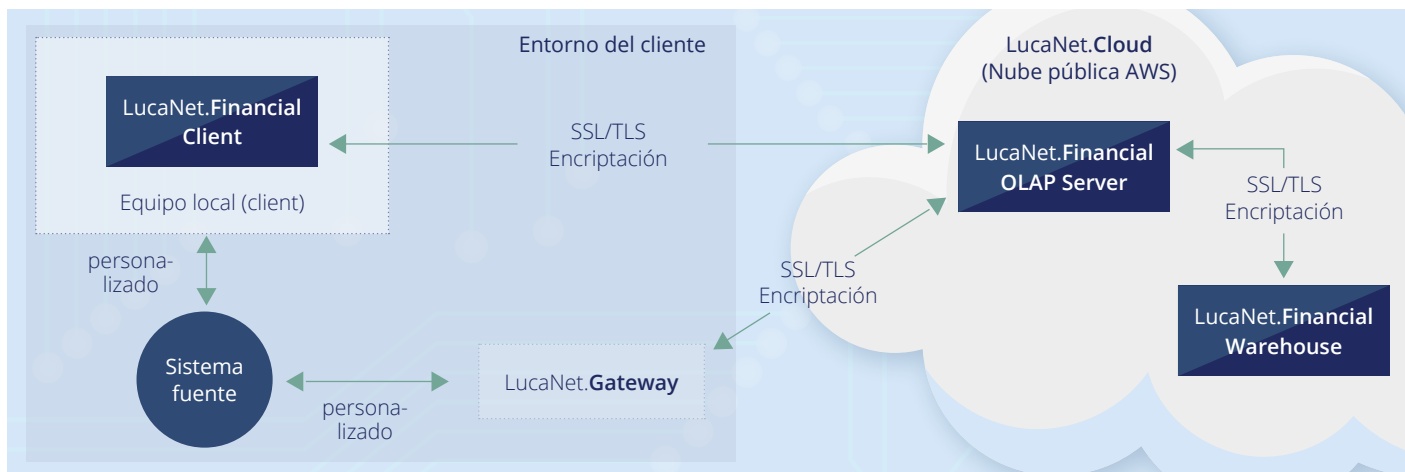 Entorno del cliente
LucaNet.Financial
Client
Equipo local (client)
SSL/TLS
Encriptación
LucaNet.Cloud
(Nube pública AWS)
LucaNet.Financial
OLAP Server
SSL/TLS
Encriptación
persona-
lizado
SSL/TLS
Encriptación
LucaNet.Financial
Warehouse
Sistema
fuente
persona-
lizado
LucaNet.Gateway